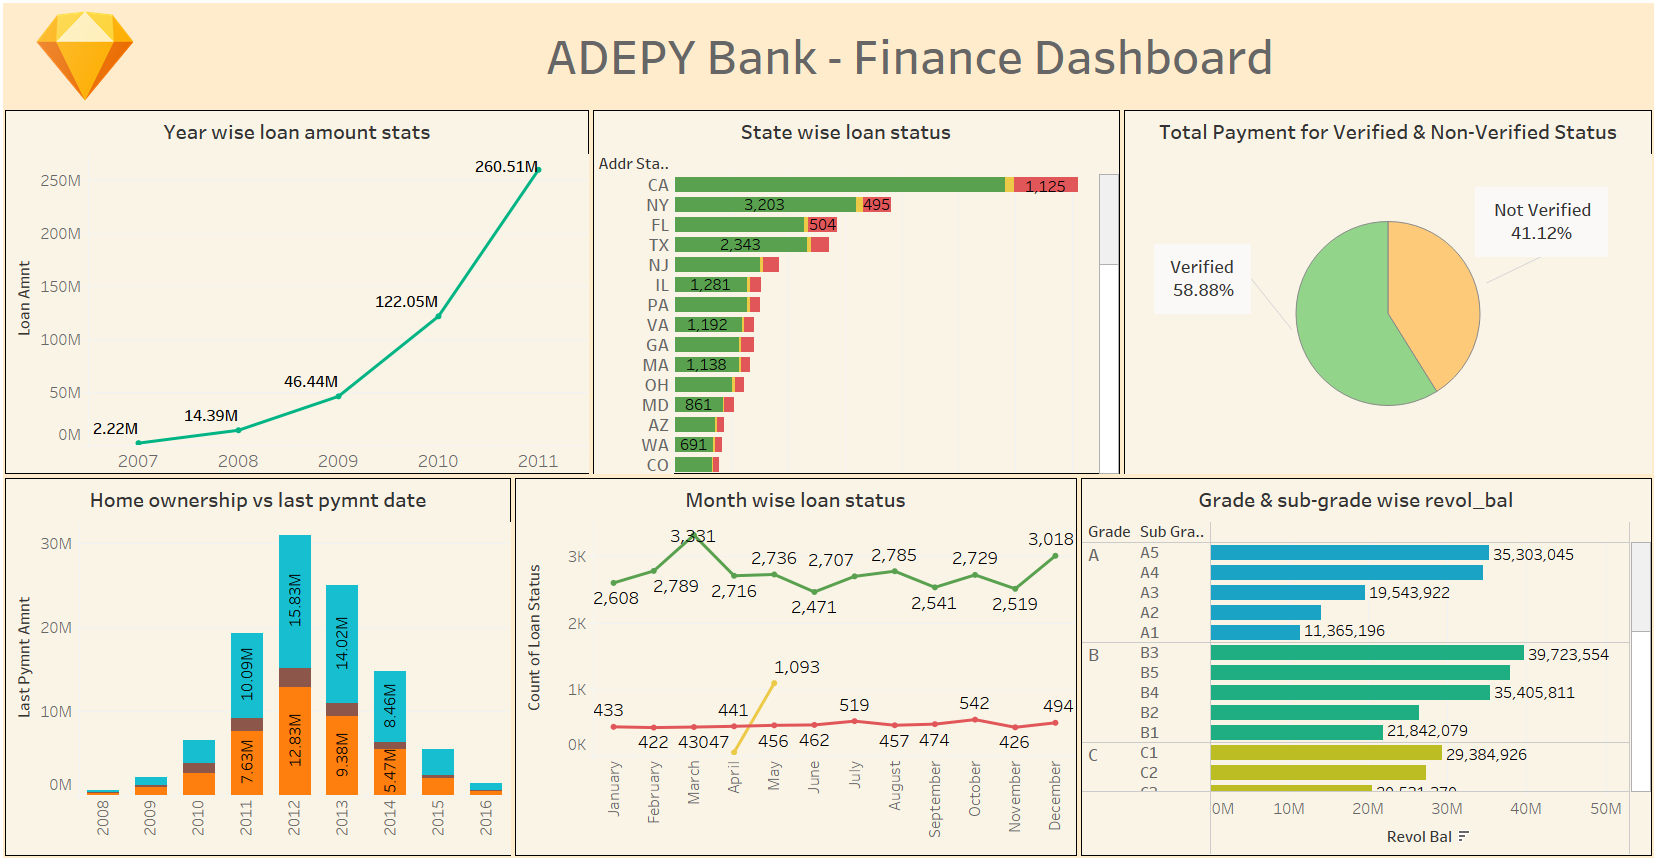 ADEPY Bank - Finance Dashboard
Year wise loan amount stats
Loan Amnt
250M
200M
150M
100M
50M
0M
2.22M
14.39M
46.44M
122.05M
260.51M
2007 2008 2009 2010 2011
State wise loan status
Addr Sta..
CA 1,125
NY 3,203 495
FL 504
TX 2,343
NJ
IL 1,281
PA
VA 1,192
GA
MA 1,138
OH
MD 861
AZ
WA 691
CO
Total Payment for Verified & Non-Verified Status
Not Verified
41.12%
Verified
58.88%
Home ownership vs last pymnt date
Last Pymnt Amnt
30M
20M
10M
0M
10.09M
7.63M
15.83M
12.83M
14.02M
9.38M
8.46M
5.47M
2008 2009 2010 2011 2012 2013 2014 2015 2016
Month wise loan status
Count of Loan Status
3K
2K
1K
0K
2,608 2,789 3,331 2,716 2,736 2,471 2,707 2,785 2,541 2,729 2,519 3,018
1,093
433 422 430 47 441 456 462 519 457 474 542 426 494
January February March April May June July August September October November December
Grade & sub-grade wise revol_bal
Grade Sub Gra..
A A5 35,303,045
A4
A3 19,543,922
A2
A1 11,365,196
B B3 39,723,554
B5
B4 35,405,811
B2
B1 21,842,079
C C1 29,384,926
C2
0M 10M 20M 30M 40M 50M
Revol Bal